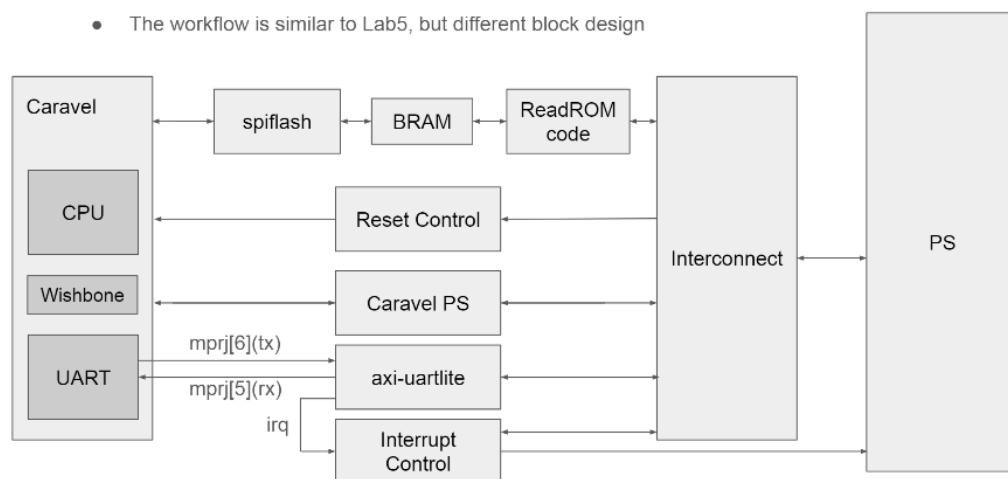 ● The workflow is similar to Lab5, but different block design
Caravel
spiflash
BRAM
ReadROM
code
CPU
Reset Control
Interconnect
PS
Wishbone
Caravel PS
mprj[6](tx)
UART
axi-uartlite
mprj[5](rx)
irq
Interrupt
Control